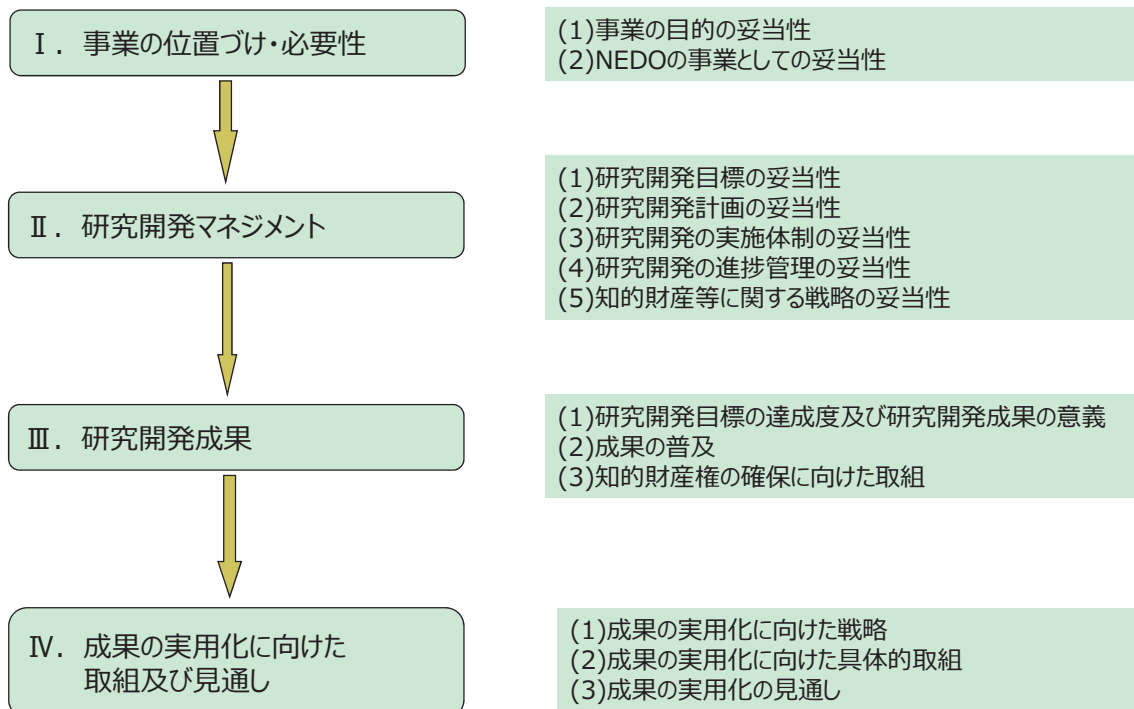 Ⅰ. 事業の位置づけ・必要性
(1)事業の目的の妥当性
(2)NEDOの事業としての妥当性
Ⅱ. 研究開発マネジメント
(1)研究開発目標の妥当性
(2)研究開発計画の妥当性
(3)研究開発の実施体制の妥当性
(4)研究開発の進捗管理の妥当性
(5)知的財産等に関する戦略の妥当性
Ⅲ. 研究開発成果
(1)研究開発目標の達成度及び研究開発成果の意義
(2)成果の普及
(3)知的財産権の確保に向けた取組
Ⅳ. 成果の実用化に向けた
取組及び見通し
(1)成果の実用化に向けた戦略
(2)成果の実用化に向けた具体的取組
(3)成果の実用化の見通し